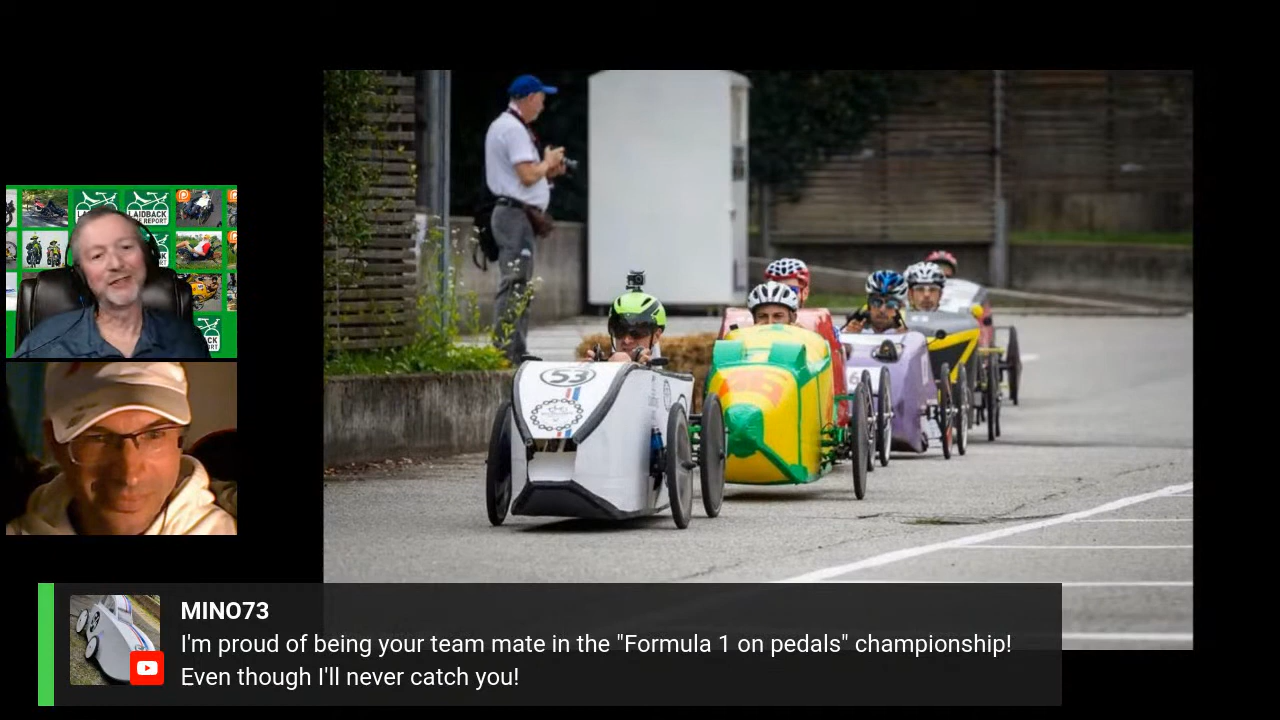 LAIDBACK
BIKE REPORT
53
MINO73
I'm proud of being your team mate in the "Formula 1 on pedals" championship!
Even though I'll never catch you!